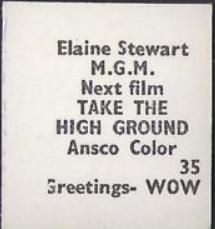 Elaine Stewart
M.G.M.
Next film
TAKE THE
HIGH GROUND
Ansco Color
35
Greetings- WOW